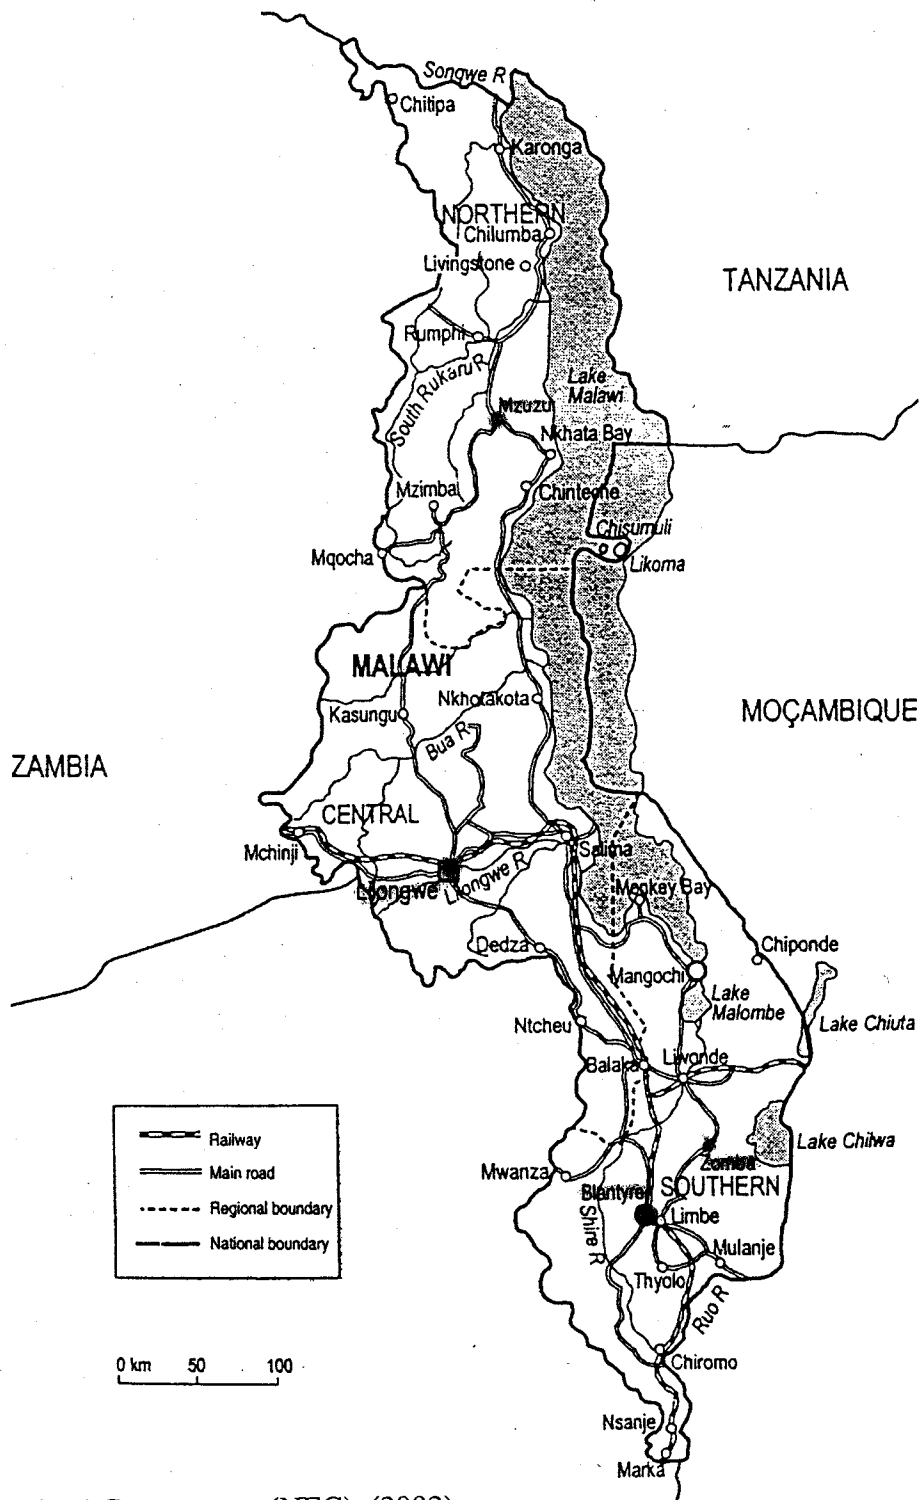 Songwe R
Chitipa
Karonga
NORTHERN
Chilumba
Livingstone
TANZANIA
Rumphi
South Rukaru R
Lake
Malawi
Mzuzu
Nkhata Bay
Mzimba
Chinteche
Chisumuli
Mqocha
Likoma
MALAWI
Nkhotakota
Kasungu
MOÇAMBIQUE
Bua R
ZAMBIA
CENTRAL
Mchinji
Salima
Lilongwe
Lilongwe R
Monkey Bay
Dedza
Chiponde
Mangochi
Lake
Malombe
Ntcheu
Lake Chiuta
Balaka
Liwonde
Railway
Main road
Regional boundary
National boundary
Lake Chilwa
Mwanza
Zomba
Blantyre
SOUTHERN
Shire R
Limbe
Mulanje
Thyolo
Ruo R
Chiromo
0 km 50 100
Nsanje
Marka